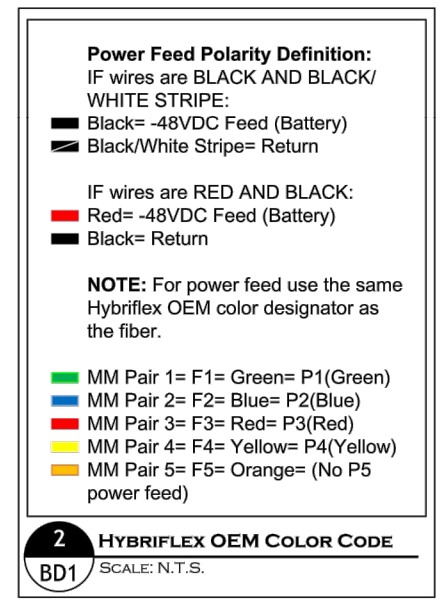 Power Feed Polarity Definition:
IF wires are BLACK AND BLACK/
WHITE STRIPE:
Black= -48VDC Feed (Battery)
Black/White Stripe= Return
IF wires are RED AND BLACK:
Red= -48VDC Feed (Battery)
Black= Return
NOTE: For power feed use the same
Hybriflex OEM color designator as
the fiber.
MM Pair 1= F1= Green= P1(Green)
MM Pair 2= F2= Blue= P2(Blue)
MM Pair 3= F3= Red= P3(Red)
MM Pair 4= F4= Yellow= P4(Yellow)
MM Pair 5= F5= Orange= (No P5
power feed)
2
BD1
HYBRIFLEX OEM COLOR CODE
SCALE: N.T.S.